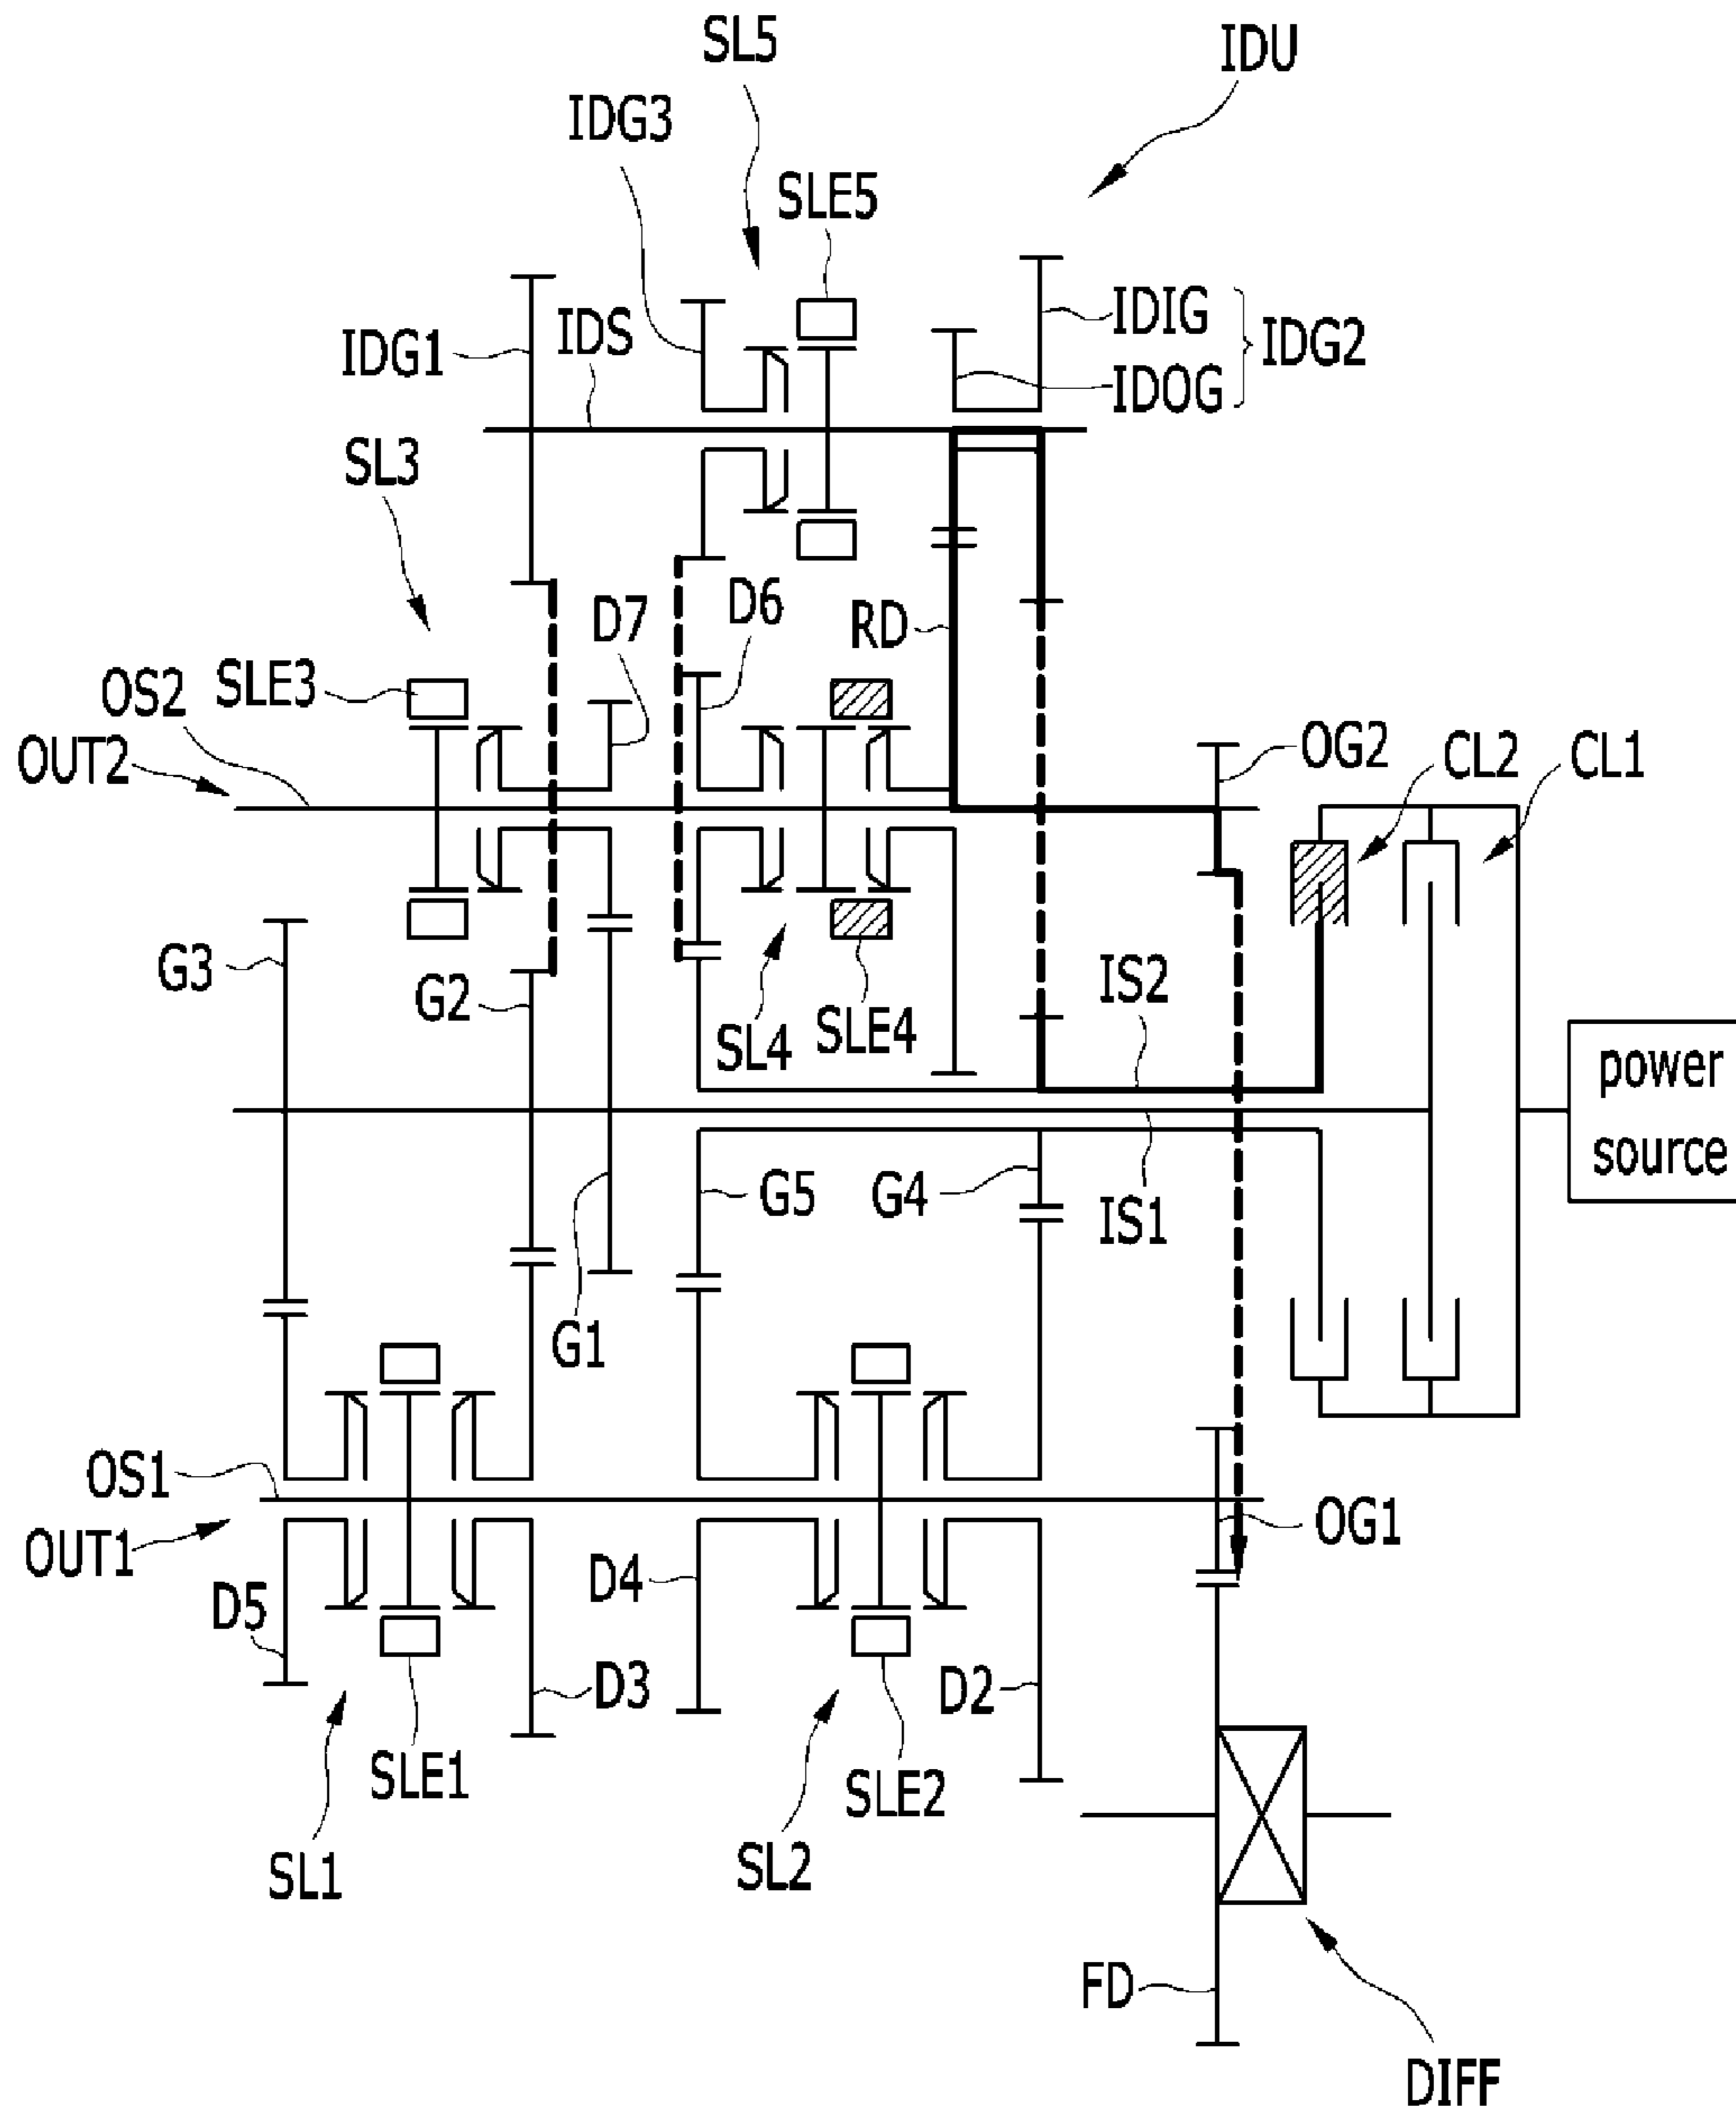 SL5
IDU
IDG3
SLE5
IDG1
IDS
IDIG
IDOG
IDG2
SL3
D7
D6
RD
OS2
SLE3
OUT2
OG2
CL2
CL1
G3
G2
SL4
SLE4
IS2
power
source
G5
G4
IS1
G1
OS1
OUT1
OG1
D5
D4
D3
D2
SLE1
SLE2
SL1
SL2
FD
DIFF